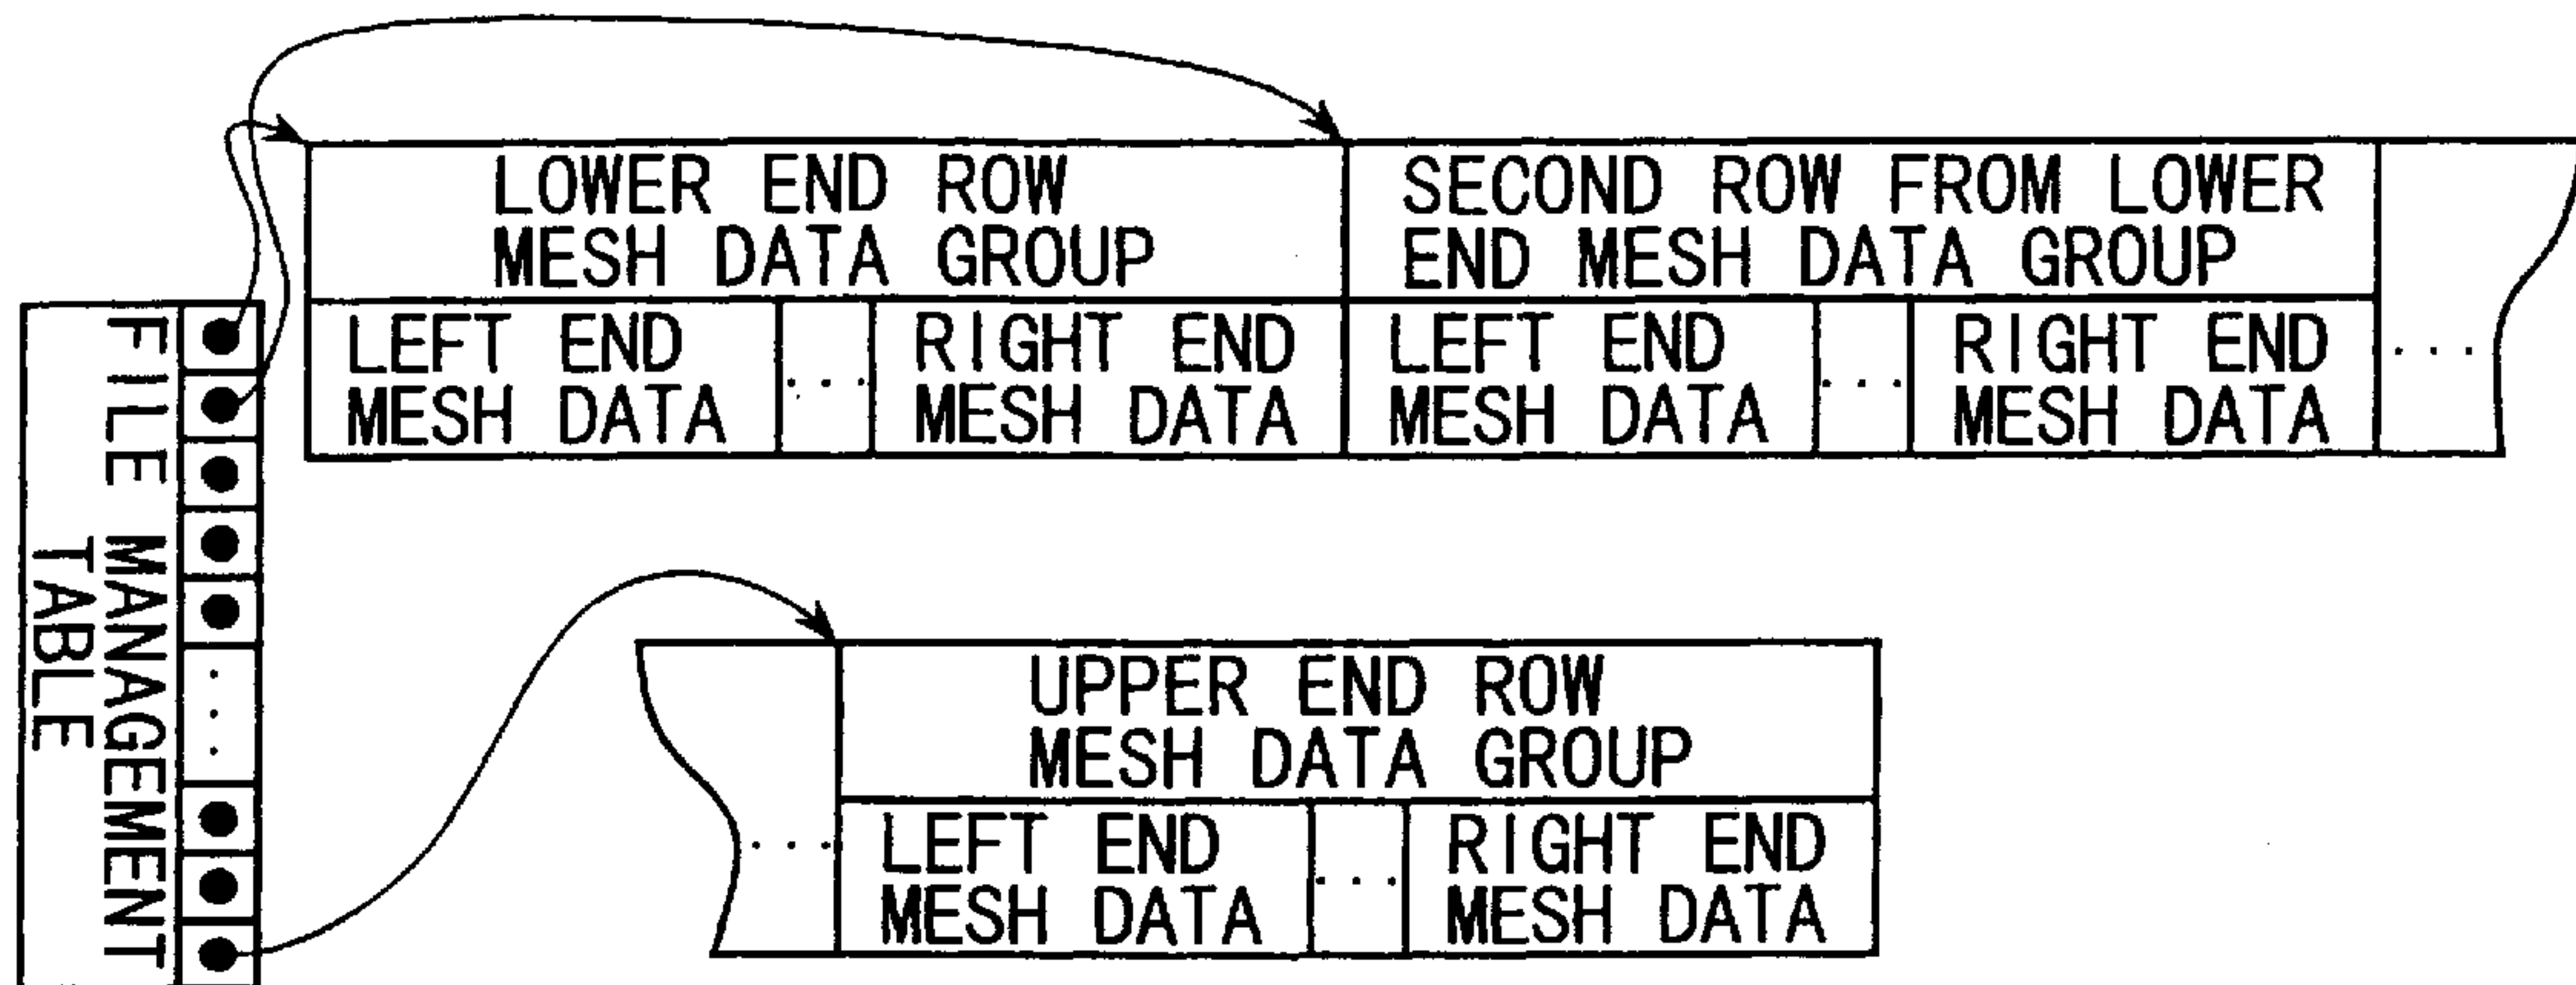 LOWER END ROW
MESH DATA GROUP
SECOND ROW FROM LOWER
END MESH DATA GROUP
LEFT END
MESH DATA
...
RIGHT END
MESH DATA
LEFT END
MESH DATA
...
RIGHT END
MESH DATA
...
FILE MANAGEMENT
TABLE
...
UPPER END ROW
MESH DATA GROUP
...
LEFT END
MESH DATA
...
RIGHT END
MESH DATA